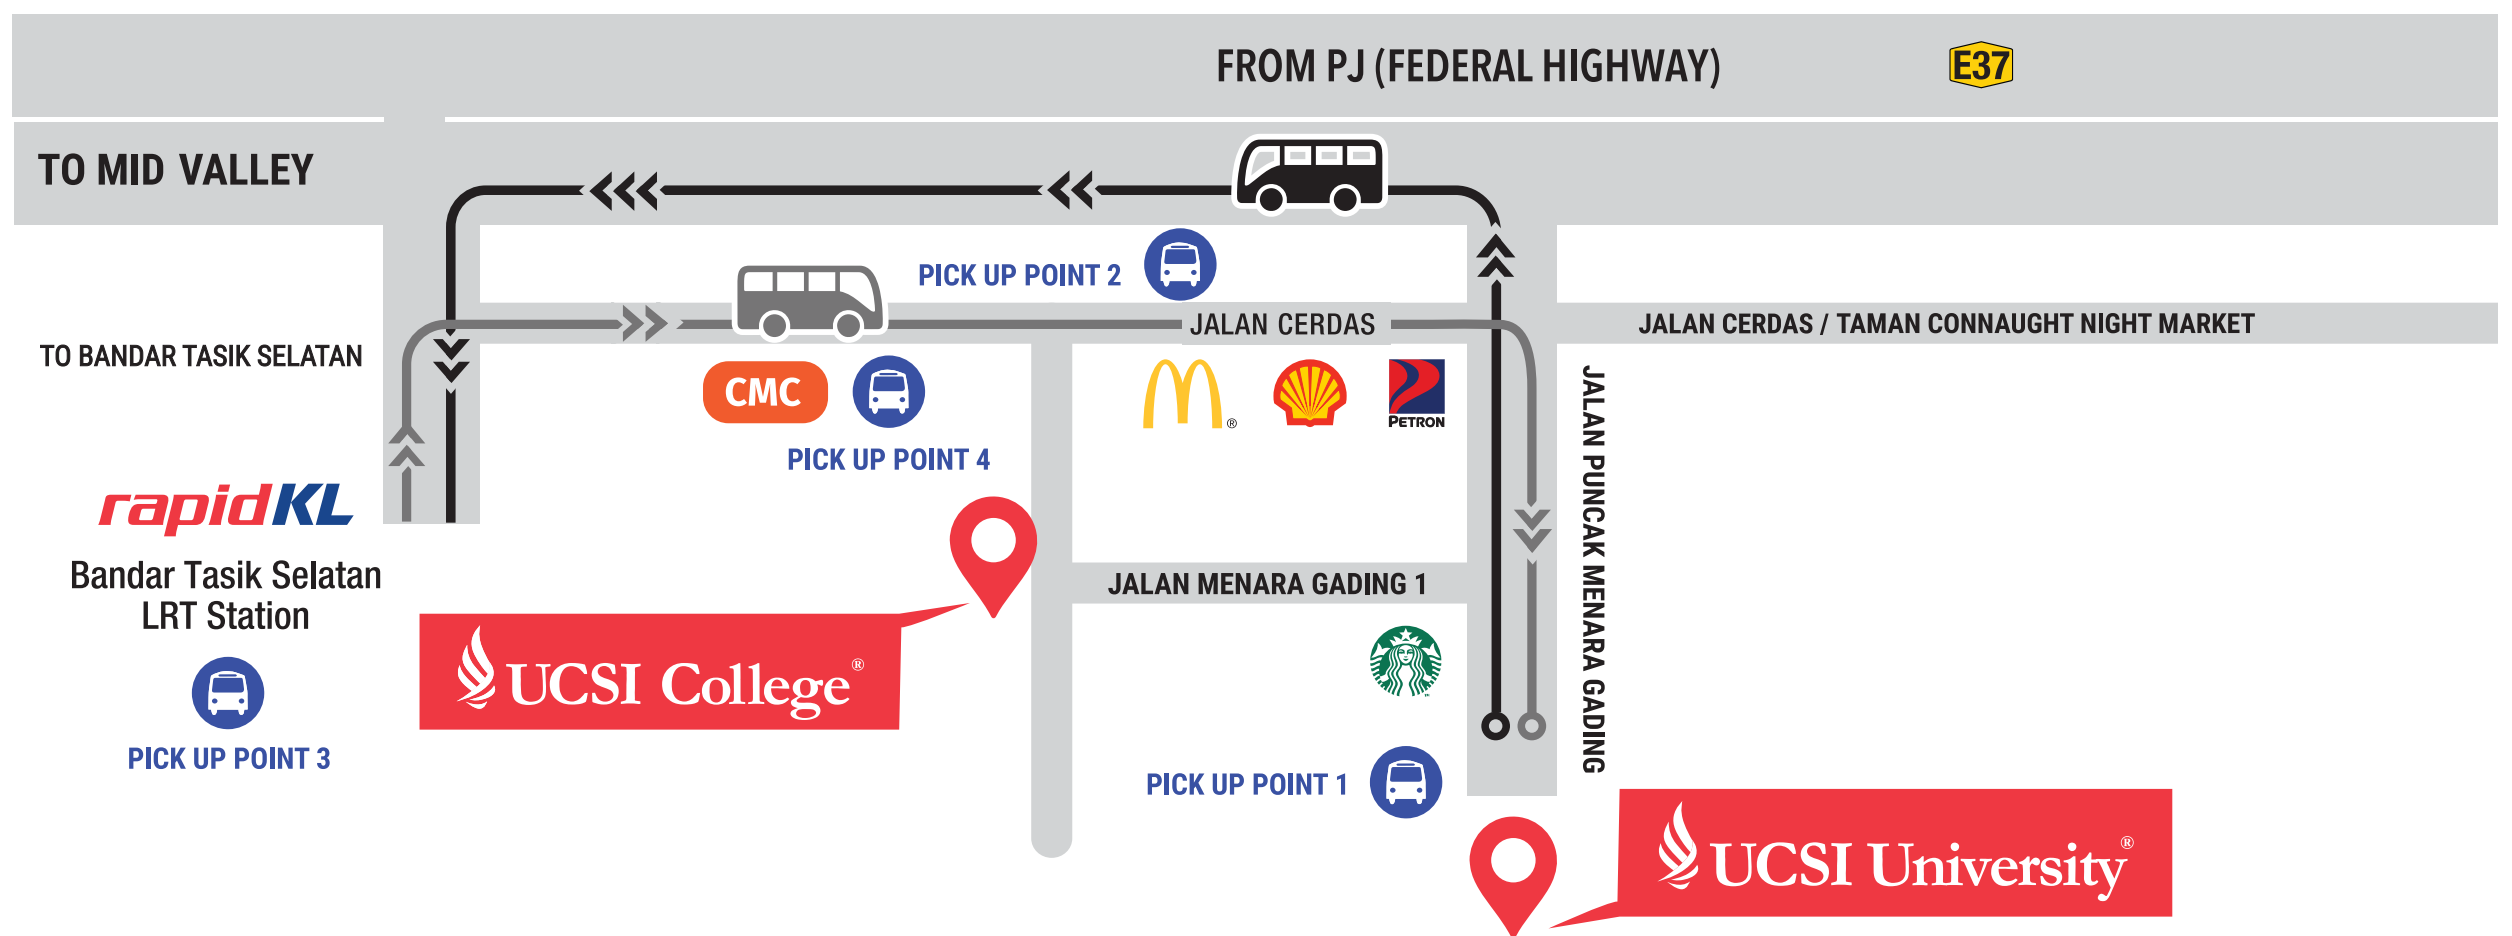 FROM PJ (FEDERAL HIGHWAY)
E37
TO MID VALLEY
PICK UP POINT 2
JALAN CERDAS
JALAN CERDAS / TAMAN CONNAUGHT NIGHT MARKET
TO BANDAR TASIK SELATAN
CMC
®
PETRON
PICK UP POINT 4
JALAN PUNCAK MENARA GADING
rapidKL
Bandar Tasik Seletan
LRT Station
JALAN MENARA GADING 1
UCSI College®
PICK UP POINT 3
PICK UP POINT 1
UCSI University®